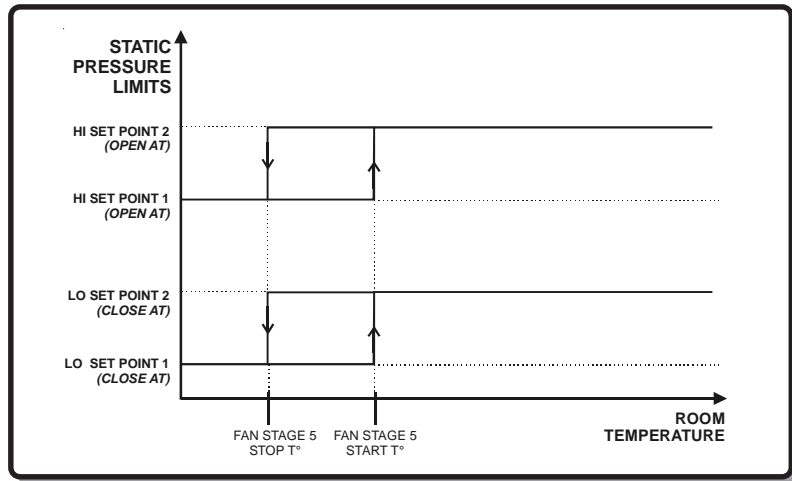 STATIC
PRESSURE
LIMITS
HI SET POINT 2
(OPEN AT)
HI SET POINT 1
(OPEN AT)
LO SET POINT 2
(CLOSE AT)
LO SET POINT 1
(CLOSE AT)
FAN STAGE 5
STOP T°
FAN STAGE 5
START T°
ROOM
TEMPERATURE